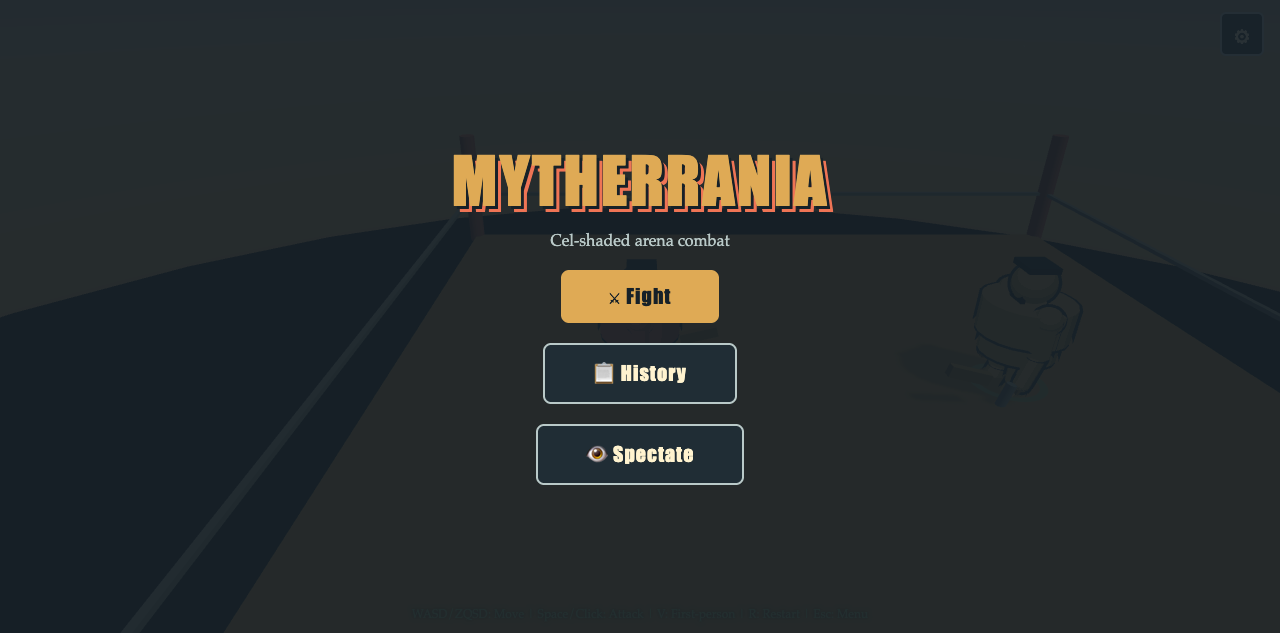 MYTHERRANIA
Cel-shaded arena combat
⚔ Fight
📋 History
👁 Spectate